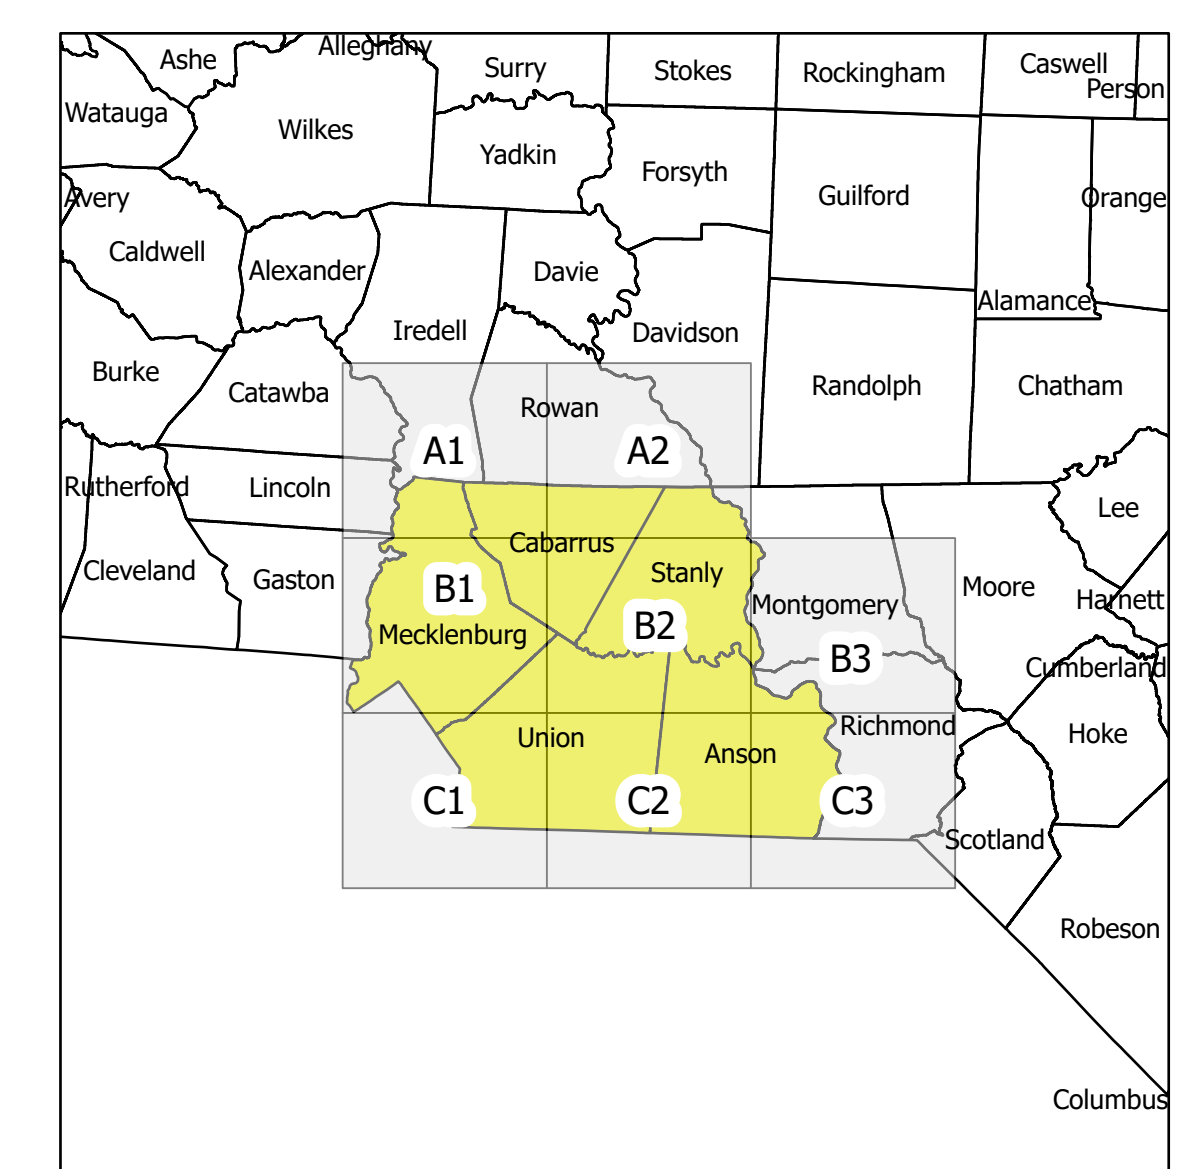 Alleghany
Ashe
Surry
Stokes
Rockingham
Caswell
Person
Watauga
Wilkes
Yadkin
Forsyth
Guilford
Orange
Avery
Caldwell
Alexander
Davie
Alamance
Iredell
Davidson
Burke
Catawba
Rowan
Randolph
Chatham
A1
A2
Rutherford
Lincoln
Lee
Cabarrus
Cleveland
Gaston
B1
Stanly
Montgomery
Moore
Harnett
Mecklenburg
B2
B3
Cumberland
Union
Anson
Richmond
Hoke
C1
C2
C3
Scotland
Robeson
Columbus